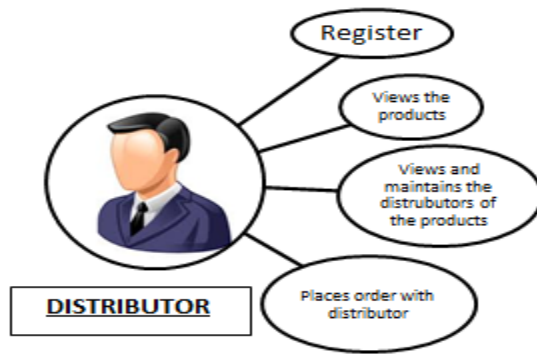 Register
Views the
products
Views and
maintains the
distrubutors of
the products
Places order with
distributor
DISTRIBUTOR